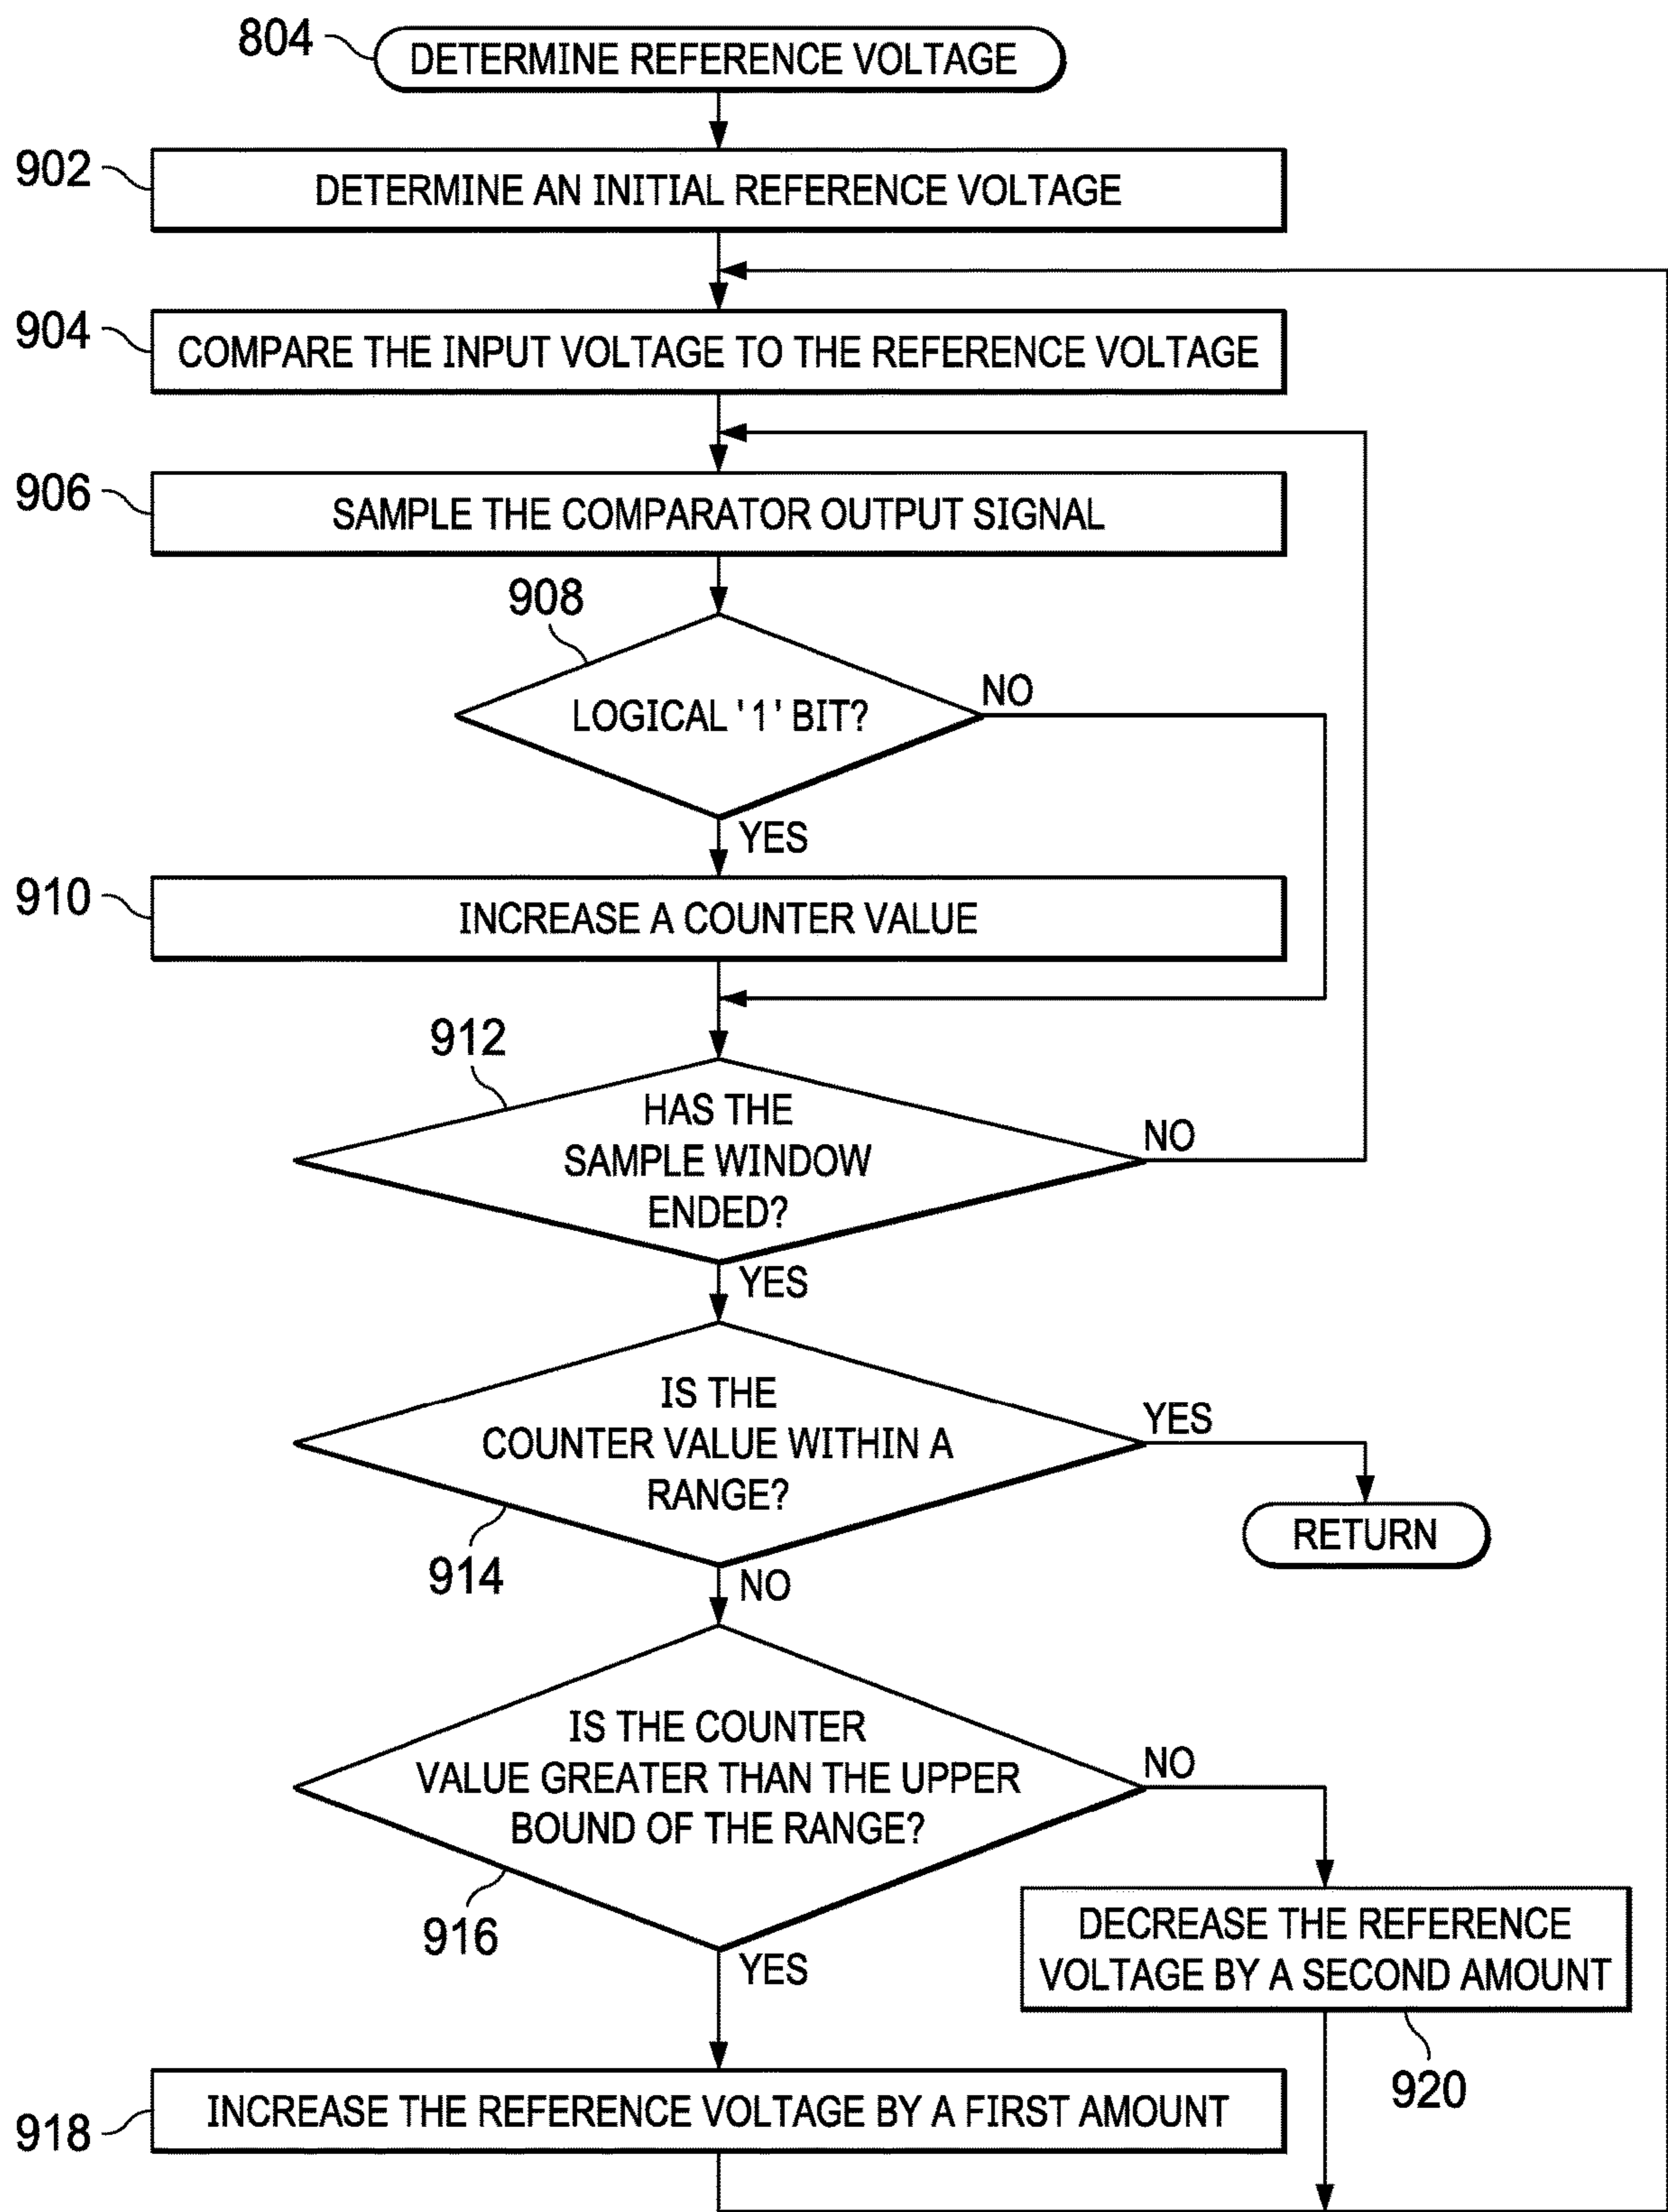 804
DETERMINE REFERENCE VOLTAGE
902
DETERMINE AN INITIAL REFERENCE VOLTAGE
904
COMPARE THE INPUT VOLTAGE TO THE REFERENCE VOLTAGE
906
SAMPLE THE COMPARATOR OUTPUT SIGNAL
908
LOGICAL '1' BIT?
NO
YES
910
INCREASE A COUNTER VALUE
912
HAS THE
SAMPLE WINDOW
ENDED?
NO
YES
IS THE
COUNTER VALUE WITHIN A
RANGE?
YES
RETURN
914
NO
IS THE COUNTER
VALUE GREATER THAN THE UPPER
BOUND OF THE RANGE?
NO
916
YES
DECREASE THE REFERENCE
VOLTAGE BY A SECOND AMOUNT
920
918
INCREASE THE REFERENCE VOLTAGE BY A FIRST AMOUNT